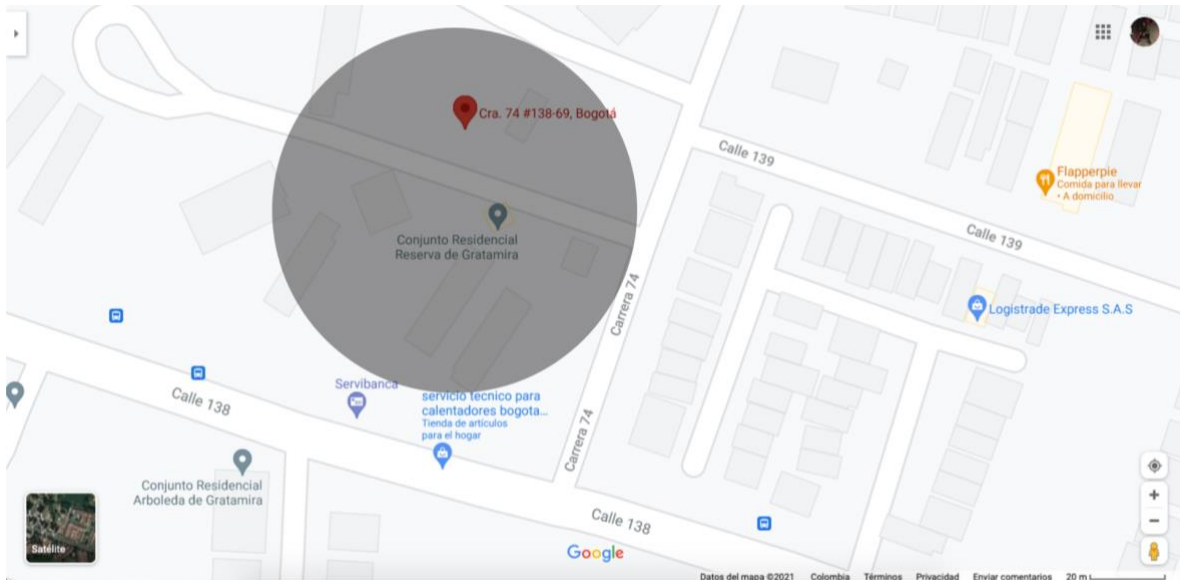 Cra. 74 #138-69, Bogotá
Calle 139
Flapperpie
Comida para llevar
• A domicilio
Conjunto Residencial
Reserva de Gratamira
Calle 139
Carrera 74
Logistrade Express S.A.S
Servibanca
Calle 138
servicio técnico para
calentadores bogota...
Tienda de artículos
para el hogar
Carrera 74
Conjunto Residencial
Arboleda de Gratamira
Calle 138
Satélite
Google
Datos del mapa ©2021 Colombia Términos Privacidad Enviar comentarios 20 m